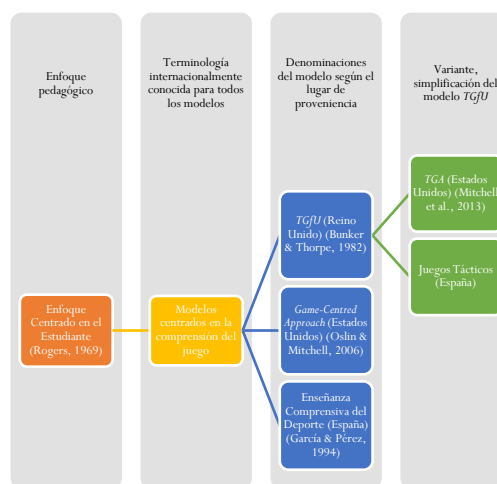 Enfoque
pedagógico
Terminología
internacionalmente
conocida para todos
los modelos
Denominaciones
del modelo según el
lugar de
proveniencia
Variante,
simplificación del
modelo TGfU
Enfoque
Centrado en el
Estudiante
(Rogers, 1969)
Modelos
centrados en la
comprensión del
juego
TGfU (Reino
Unido) (Bunker
& Thorpe, 1982)
Game-Centred
Approach (Estados
Unidos) (Oslin &
Mitchell, 2006)
Enseñanza
Comprensiva del
Deporte (España)
(García & Pérez,
1994)
TGA (Estados
Unidos) (Mitchell
et al., 2013)
Juegos Tácticos
(España)